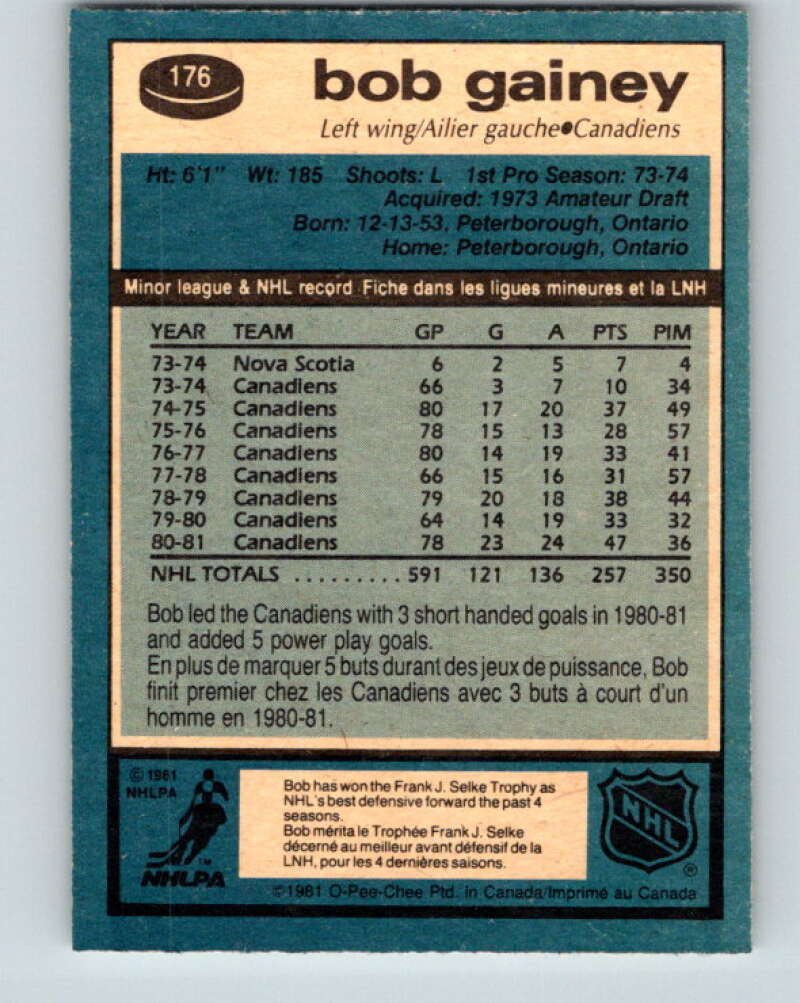 176
bob gainey
Left wing/Ailier gauche●Canadiens
Ht: 6'1" Wt: 185 Shoots: L 1st Pro Season: 73-74
Acquired: 1973 Amateur Draft
Born: 12-13-53, Peterborough, Ontario
Home: Peterborough, Ontario
Minor league & NHL record Fiche dans les ligues mineures et la LNH
YEAR TEAM GP G A PTS PIM
73-74 Nova Scotia 6 2 5 7 4
73-74 Canadiens 66 3 7 10 34
74-75 Canadiens 80 17 20 37 49
75-76 Canadiens 78 15 13 28 57
76-77 Canadiens 80 14 19 33 41
77-78 Canadiens 66 15 16 31 57
78-79 Canadiens 79 20 18 38 44
79-80 Canadiens 64 14 19 33 32
80-81 Canadiens 78 23 24 47 36
NHL TOTALS ......... 591 121 136 257 350
Bob led the Canadiens with 3 short handed goals in 1980-81
and added 5 power play goals.
En plus de marquer 5 buts durant des jeux de puissance, Bob
finit premier chez les Canadiens avec 3 buts à court d'un
homme en 1980-81.
© 1981
NHLPA
TM
NHLPA
Bob has won the Frank J. Selke Trophy as
NHL's best defensive forward the past 4
seasons.
Bob mérita le Trophée Frank J. Selke
décerné au meilleur avant défensif de la
LNH, pour les 4 dernières saisons.
NHL
®
©1981 O-Pee-Chee Ptd. in Canada/Imprimé au Canada